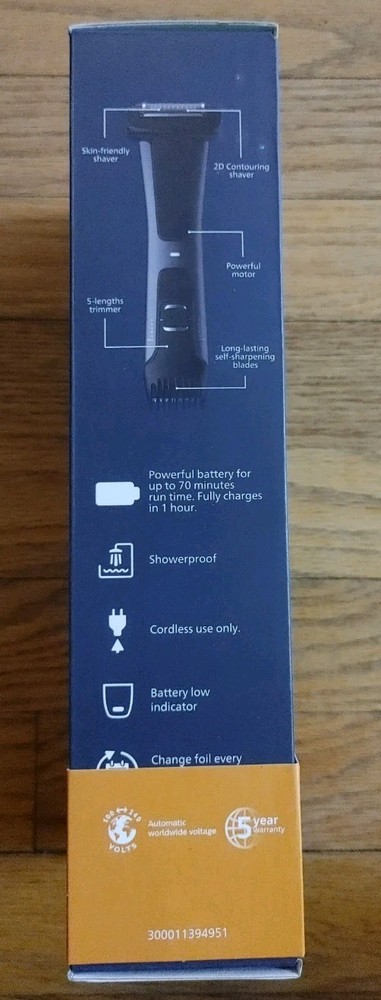 Skin-friendly
shaver
2D Contouring
shaver
Powerful
motor
5-lengths
trimmer
Long-lasting
self-sharpening
blades
Powerful battery for
up to 70 minutes
run time. Fully charges
in 1 hour.
Showerproof
Cordless use only.
Battery low
indicator
Change foil every
100 240
VOLTS
Automatic
worldwide voltage
5 year
warranty
300011394951